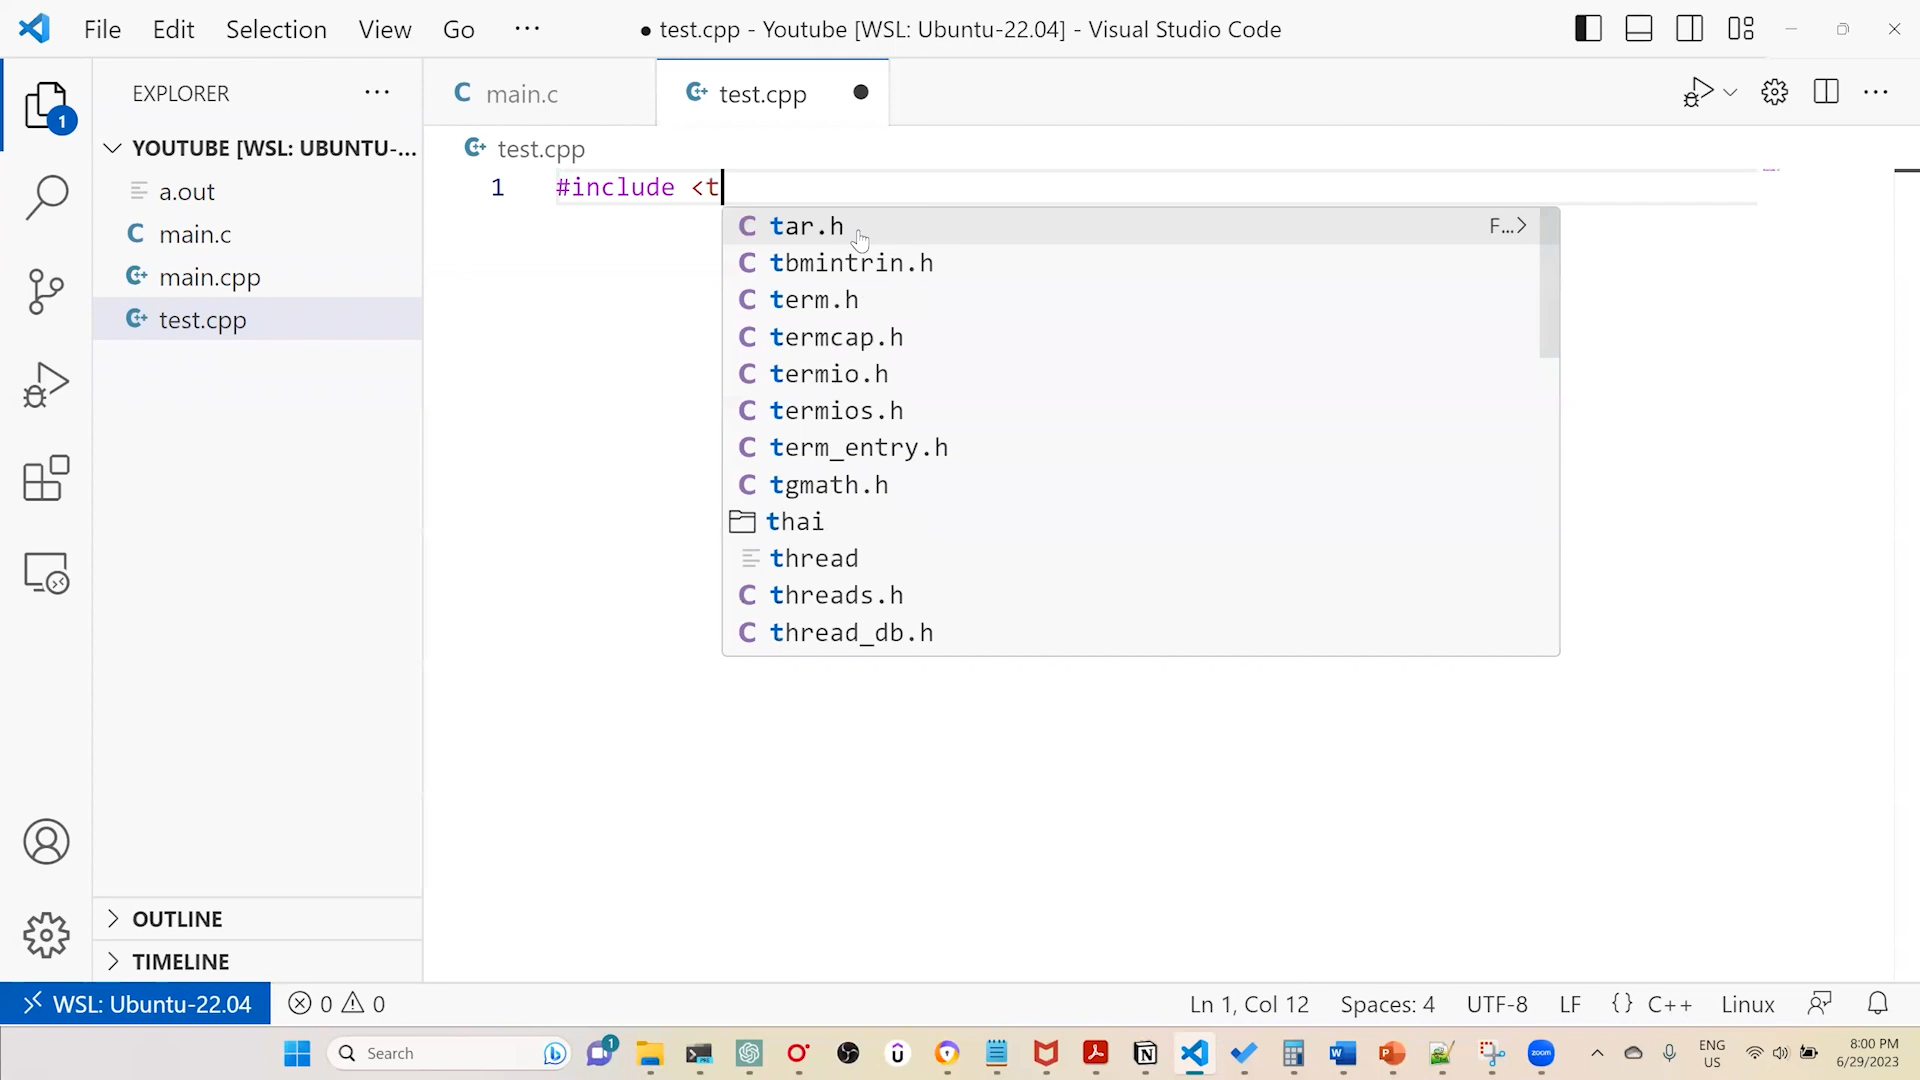 File Edit Selection View Go ···
● test.cpp - Youtube [WSL: Ubuntu-22.04] - Visual Studio Code
EXPLORER ···
1
YOUTUBE [WSL: UBUNTU-...
a.out
C main.c
main.cpp
test.cpp
OUTLINE
TIMELINE
C main.c
test.cpp
test.cpp
1 #include <t
C tar.h F...>
C tbmintrin.h
C term.h
C termcap.h
C termio.h
C termios.h
C term_entry.h
C tgmath.h
thai
thread
C threads.h
C thread_db.h
WSL: Ubuntu-22.04 0 0 Ln 1, Col 12 Spaces: 4 UTF-8 LF {} C++ Linux
Search 1 zoom
ENG
US
8:00 PM
6/29/2023